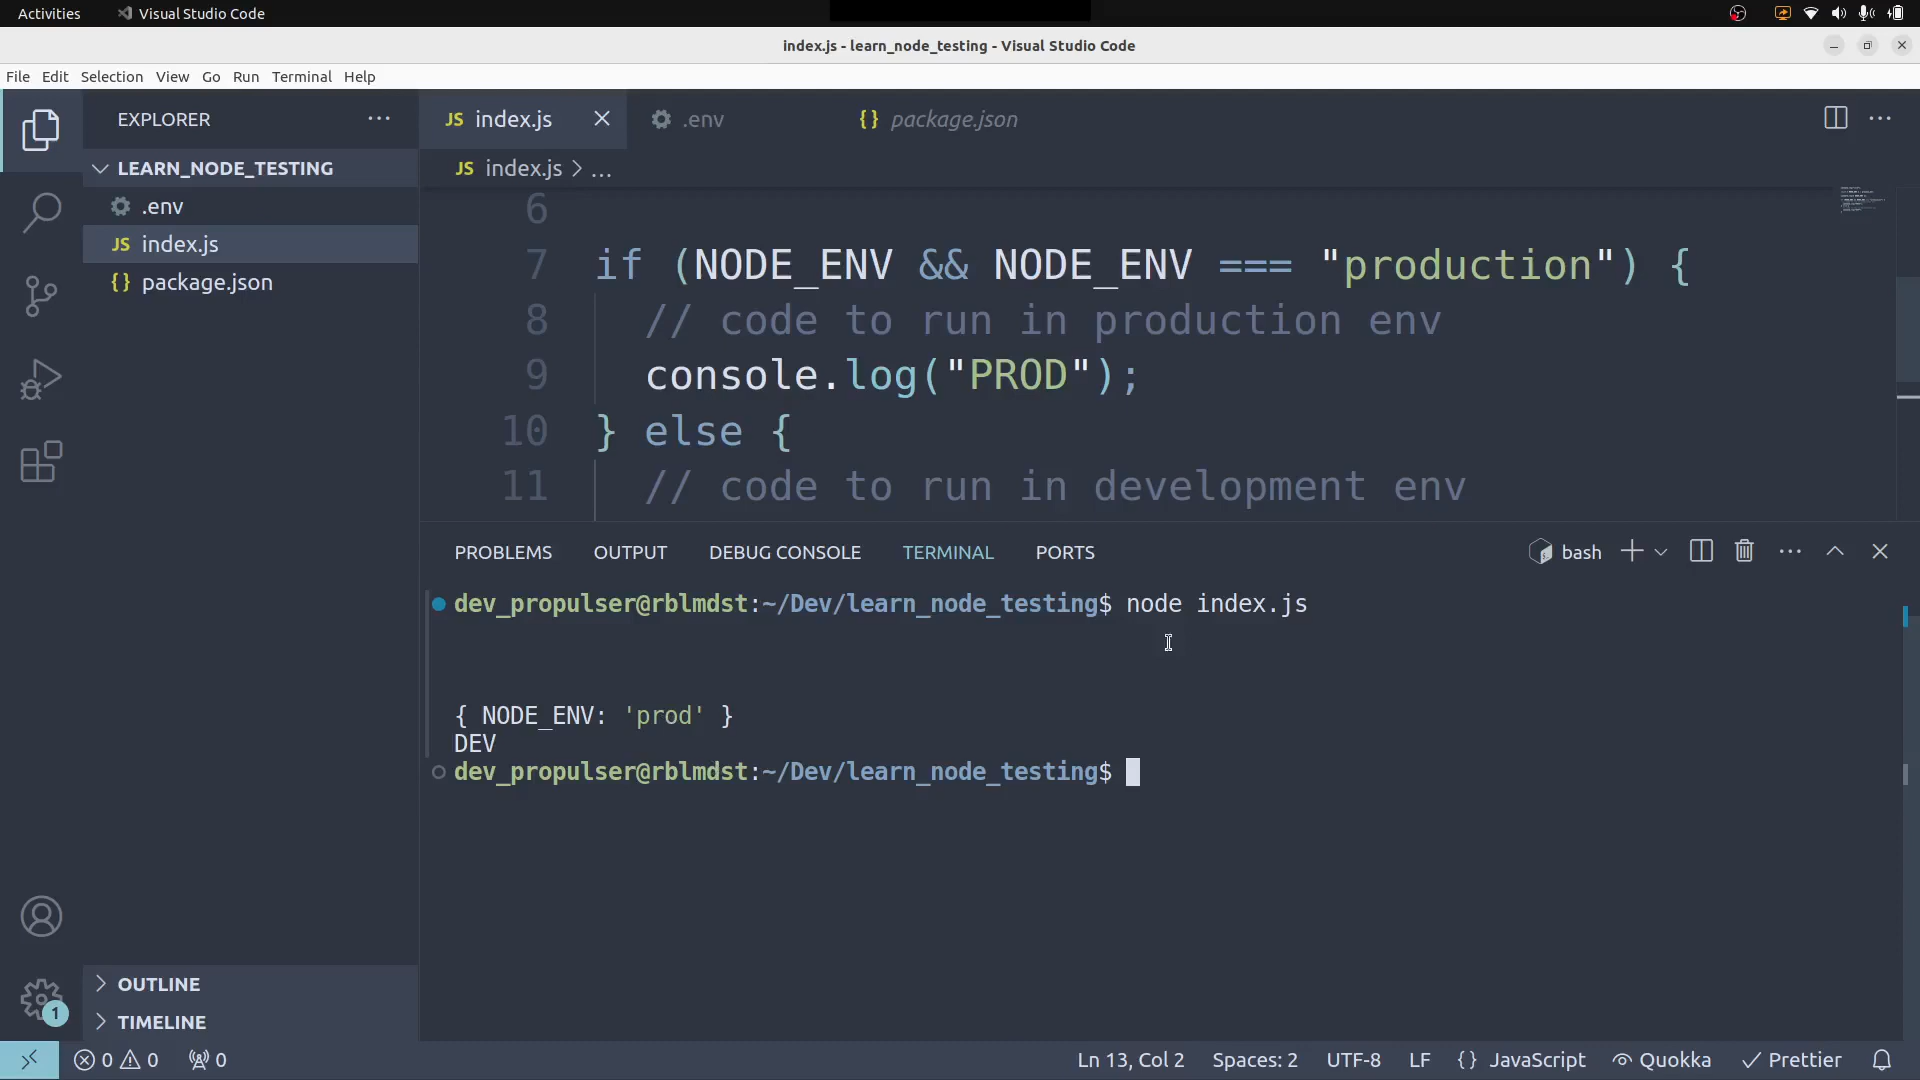 Activities Visual Studio Code
index.js - learn_node_testing - Visual Studio Code
File Edit Selection View Go Run Terminal Help
EXPLORER
LEARN_NODE_TESTING
.env
JS index.js
{} package.json
OUTLINE
TIMELINE
1
JS index.js .env {} package.json
JS index.js > ...
6
7 if (NODE_ENV && NODE_ENV === "production") {
8 // code to run in production env
9 console.log("PROD");
10 } else {
11 // code to run in development env
PROBLEMS OUTPUT DEBUG CONSOLE TERMINAL PORTS bash
dev_propulser@rblmdst:~/Dev/learn_node_testing$ node index.js
{ NODE_ENV: 'prod' }
DEV
dev_propulser@rblmdst:~/Dev/learn_node_testing$
0 0 0 Ln 13, Col 2 Spaces: 2 UTF-8 LF {} JavaScript Quokka Prettier